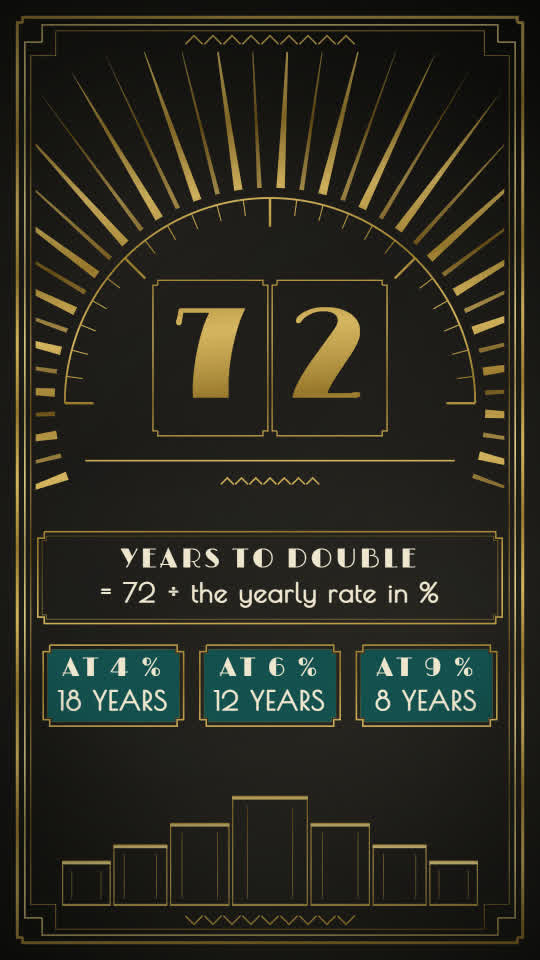 72
YEARS TO DOUBLE
= 72 ÷ the yearly rate in %
AT 4 %
18 YEARS
AT 6 %
12 YEARS
AT 9 %
8 YEARS